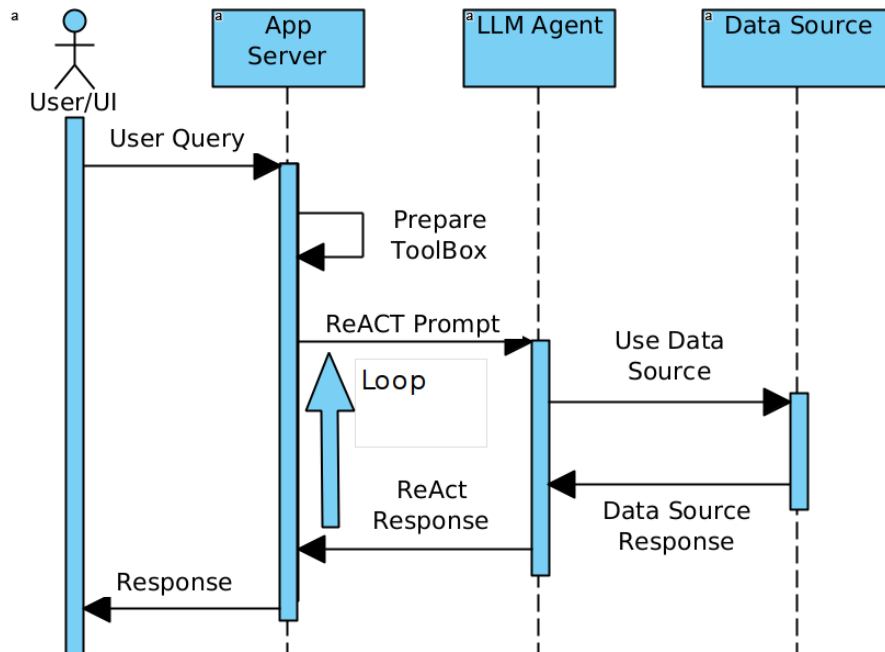 a
a
a
a
App
Server
LLM Agent
Data Source
User/UI
User Query
Prepare
ToolBox
ReACT Prompt
Use Data
Source
Loop
ReAct
Response
Data Source
Response
Response